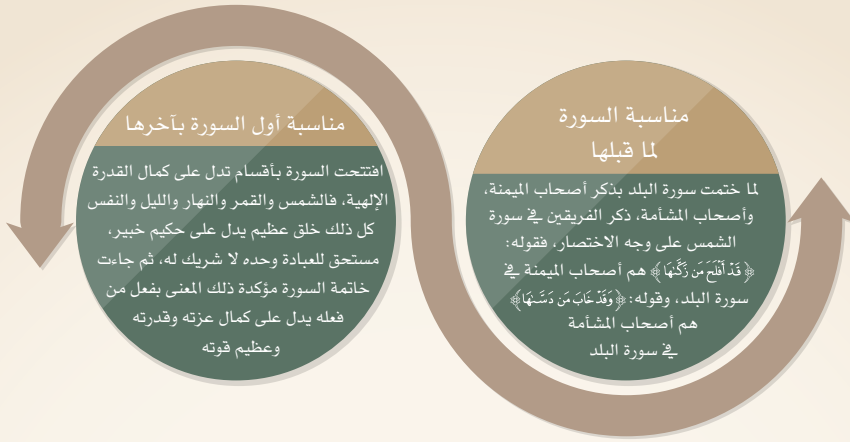 مناسبة السورة
لما قبلها
لما ختمت سورة البلد بذكر أصحاب الميمنة،
وأصحاب المشأمة، ذكر الفريقين في سورة
الشمس على وجه الاختصار، فقوله:
﴿قَدْ أَفْلَحَ مَن زَكَّىٰهَا﴾ هم أصحاب الميمنة في
سورة البلد، وقوله: ﴿وَقَدْ خَابَ مَن دَسَّىٰهَا﴾
هم أصحاب المشأمة
في سورة البلد
مناسبة أول السورة بآخرها
افتتحت السورة بأقسام تدل على كمال القدرة
الإلهية، فالشمس والقمر والنهار والليل والنفس
كل ذلك خلق عظيم يدل على حكيم خبير،
مستحق للعبادة وحده لا شريك له، ثم جاءت
خاتمة السورة مؤكدة ذلك المعنى بفعل من
فعله يدل على كمال عزته وقدرته
وعظيم قوته